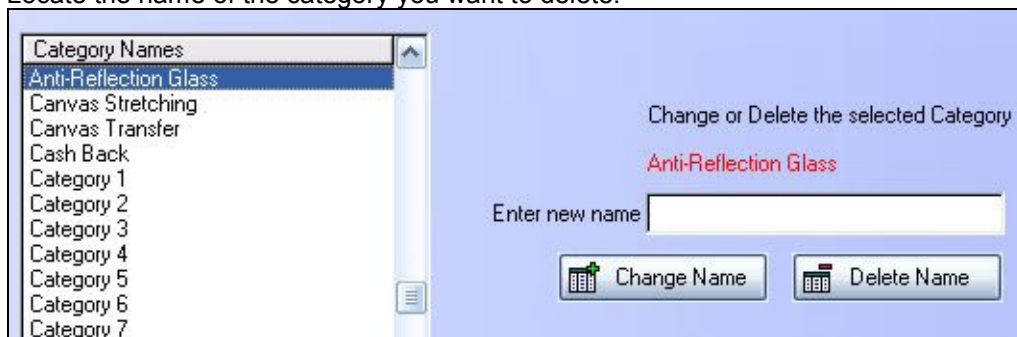 Locate the name of the category you want to delete.
Category Names
Anti-Reflection Glass
Canvas Stretching
Canvas Transfer
Cash Back
Category 1
Category 2
Category 3
Category 4
Category 5
Category 6
Category 7
Change or Delete the selected Category
Anti-Reflection Glass
Enter new name
Change Name
Delete Name